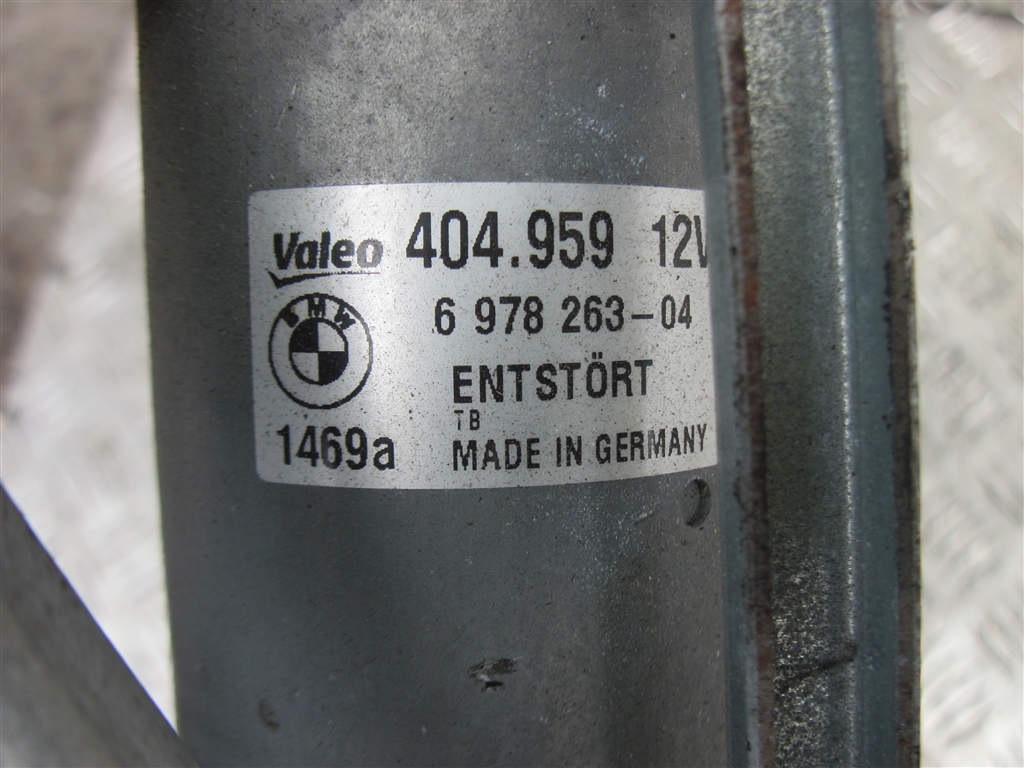 Valeo 404.959 12V
BMW 6 978 263-04
ENTSTÖRT
TB
1469a MADE IN GERMANY